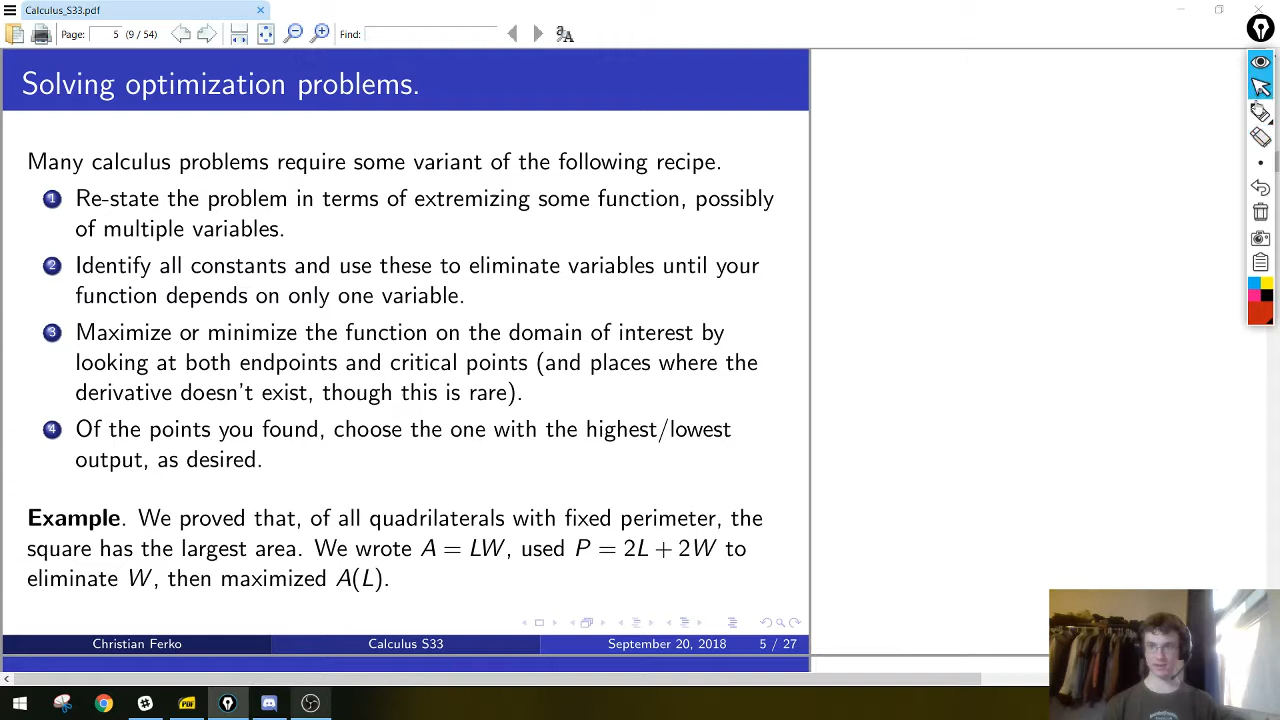 Calculus_S33.pdf
Page: 5 (9 / 54) Find:
Solving optimization problems.
Many calculus problems require some variant of the following recipe.
1 Re-state the problem in terms of extremizing some function, possibly
of multiple variables.
2 Identify all constants and use these to eliminate variables until your
function depends on only one variable.
3 Maximize or minimize the function on the domain of interest by
looking at both endpoints and critical points (and places where the
derivative doesn't exist, though this is rare).
4 Of the points you found, choose the one with the highest/lowest
output, as desired.
Example. We proved that, of all quadrilaterals with fixed perimeter, the
square has the largest area. We wrote A = LW, used P = 2L + 2W to
eliminate W, then maximized A(L).
Christian Ferko Calculus S33 September 20, 2018 5 / 27